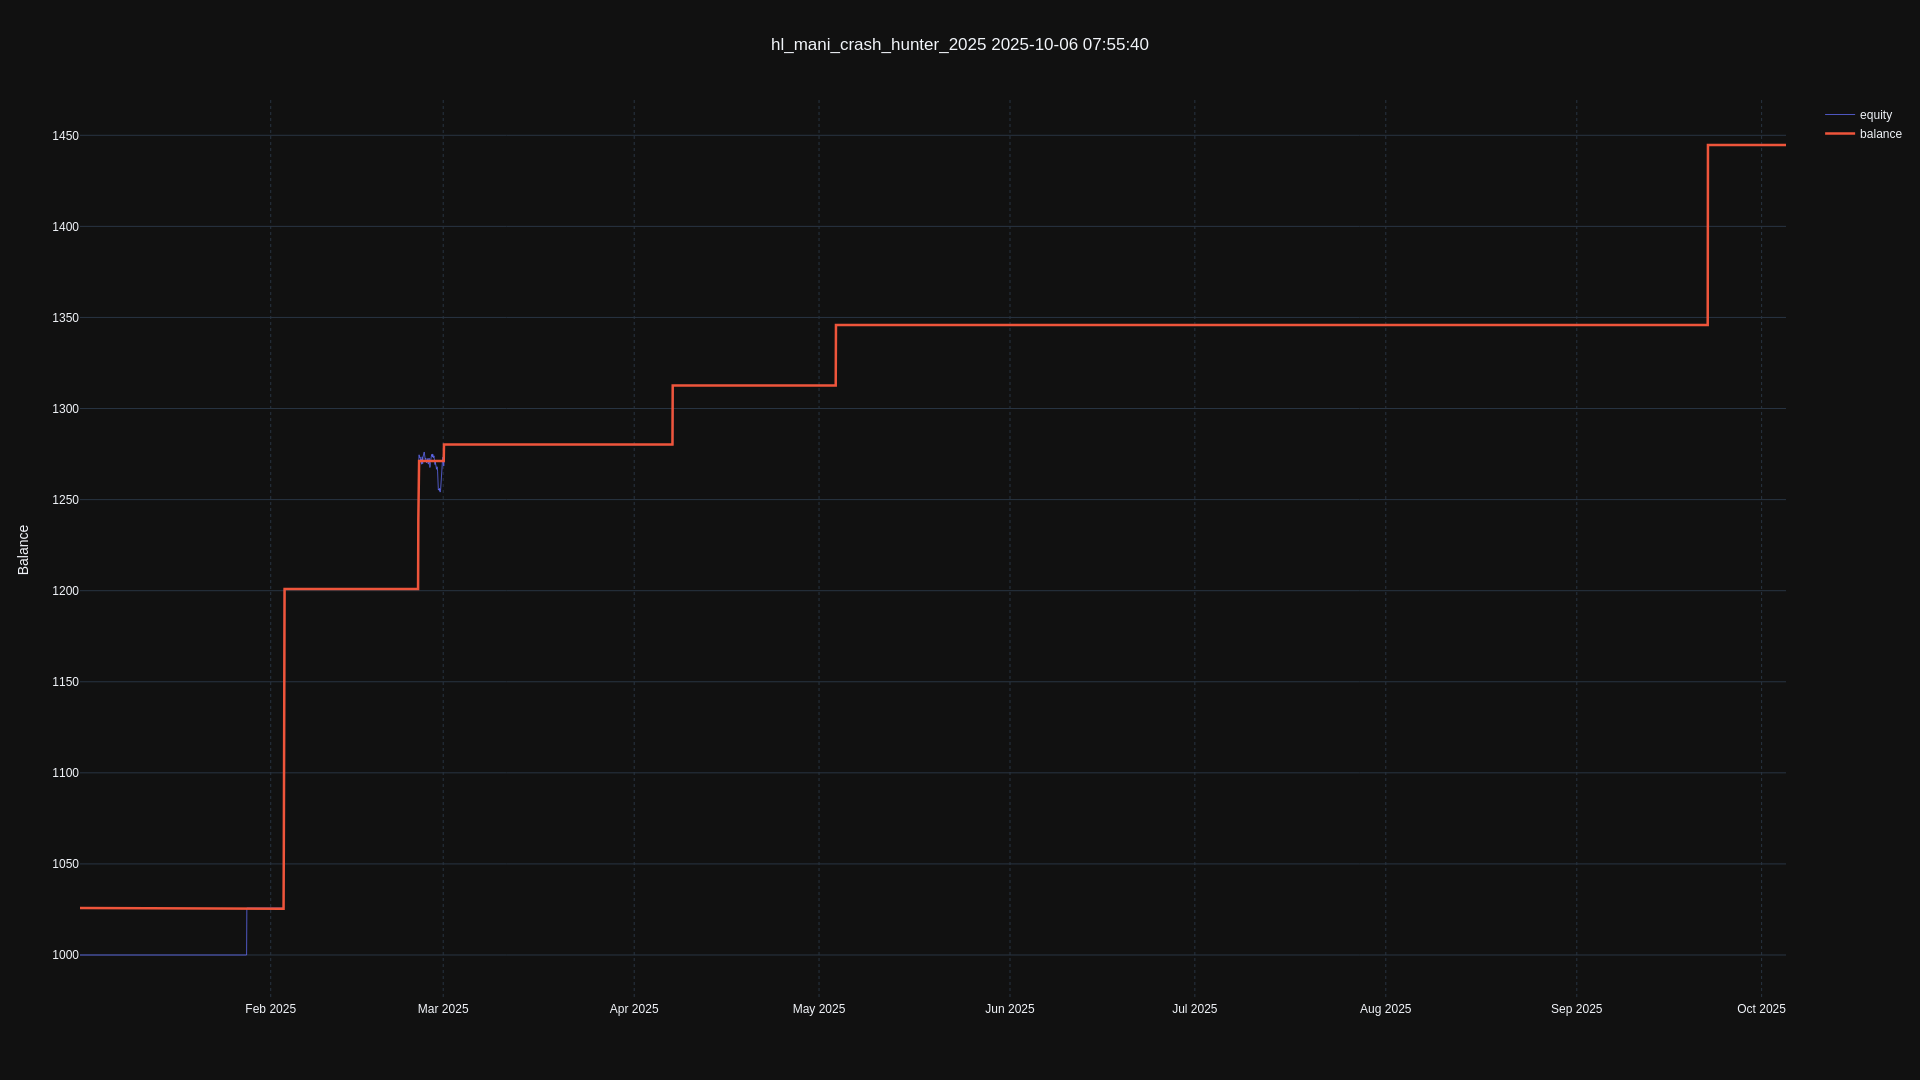 hl_mani_crash_hunter_2025 2025-10-06 07:55:40
equity
balance
1450
1400
1350
1300
1250
1200
1150
1100
1050
1000
Balance
Feb 2025
Mar 2025
Apr 2025
May 2025
Jun 2025
Jul 2025
Aug 2025
Sep 2025
Oct 2025